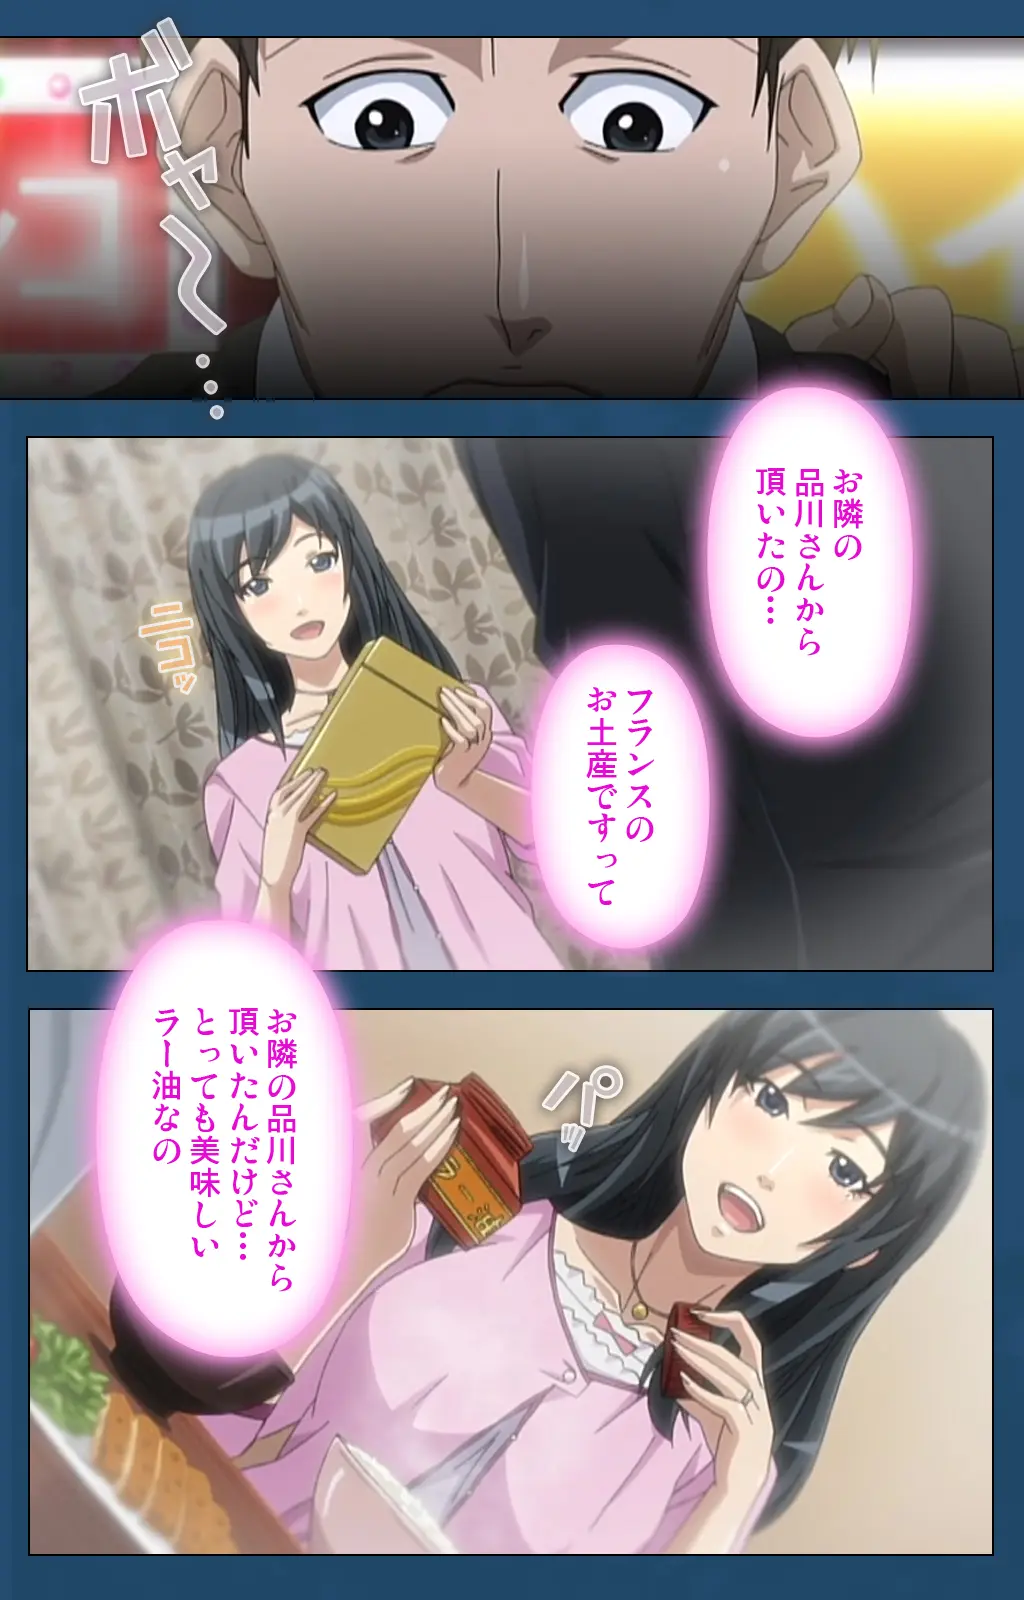 ボヤ〜…
コ
お隣の
品川さんから
頂いたの…
ニコッ
フランスの
お土産ですって
パッ
お隣の品川さんから
頂いたんだけど…
とっても美味しい
ラー油なの